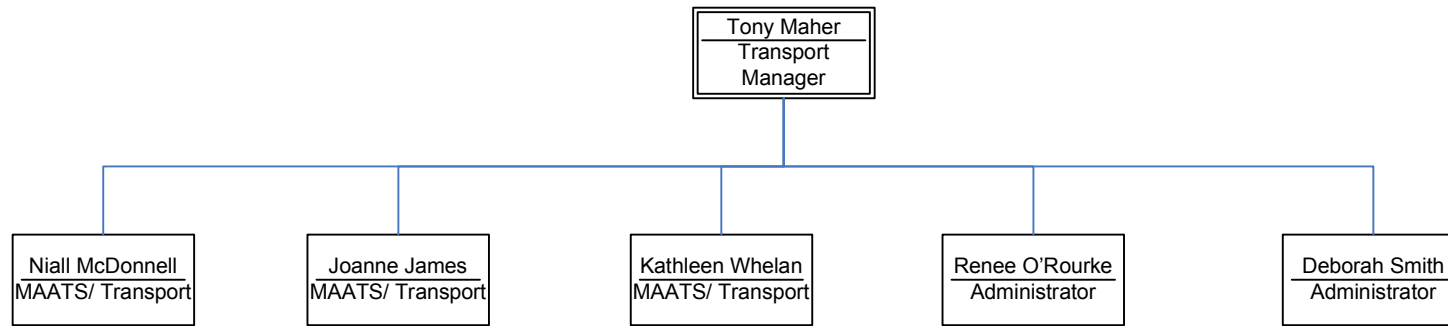 Tony Maher
Transport
Manager
Niall McDonnell
MAATS/ Transport
Joanne James
MAATS/ Transport
Kathleen Whelan
MAATS/ Transport
Renee O'Rourke
Administrator
Deborah Smith
Administrator